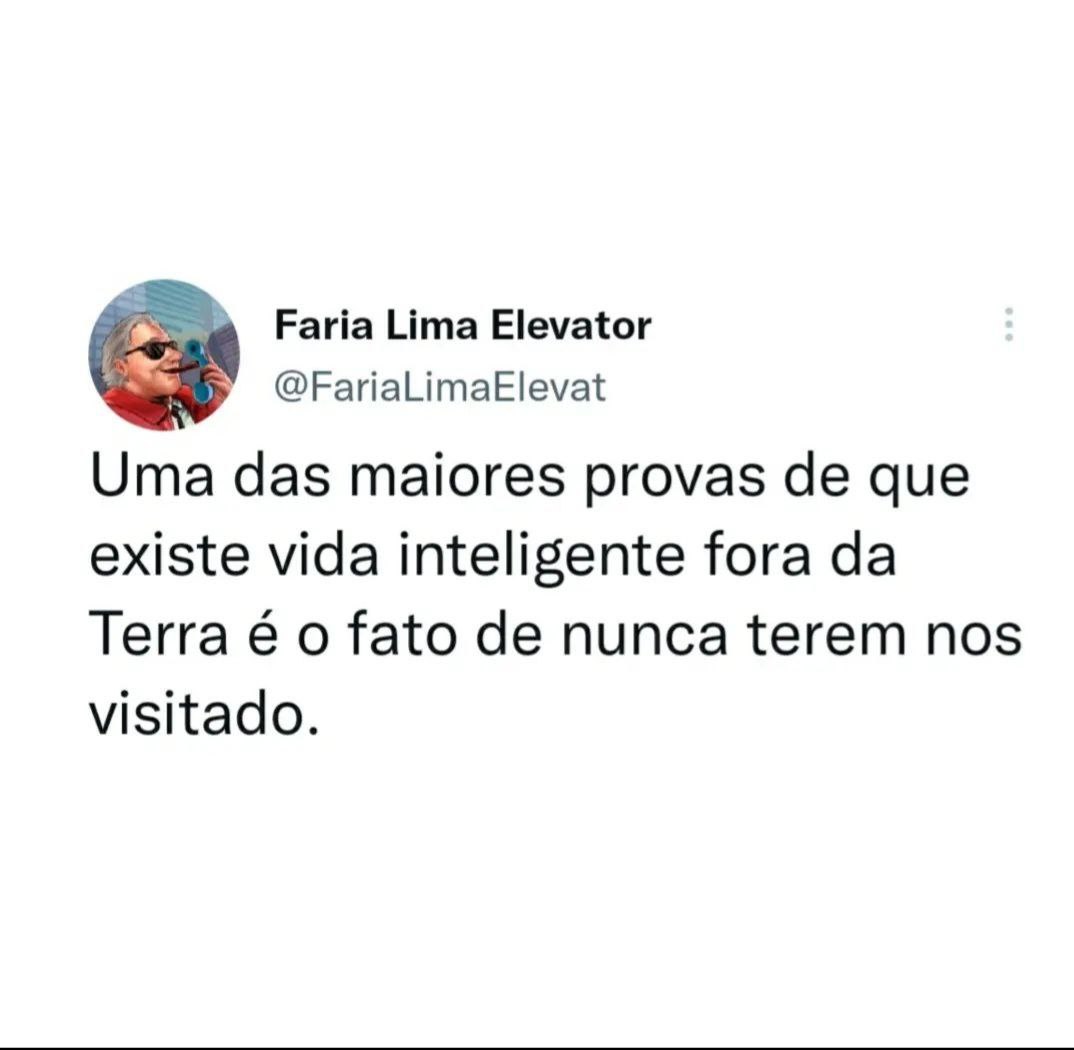 Faria Lima Elevator
@FariaLimaElevat
Uma das maiores provas de que
existe vida inteligente fora da
Terra é o fato de nunca terem nos
visitado.